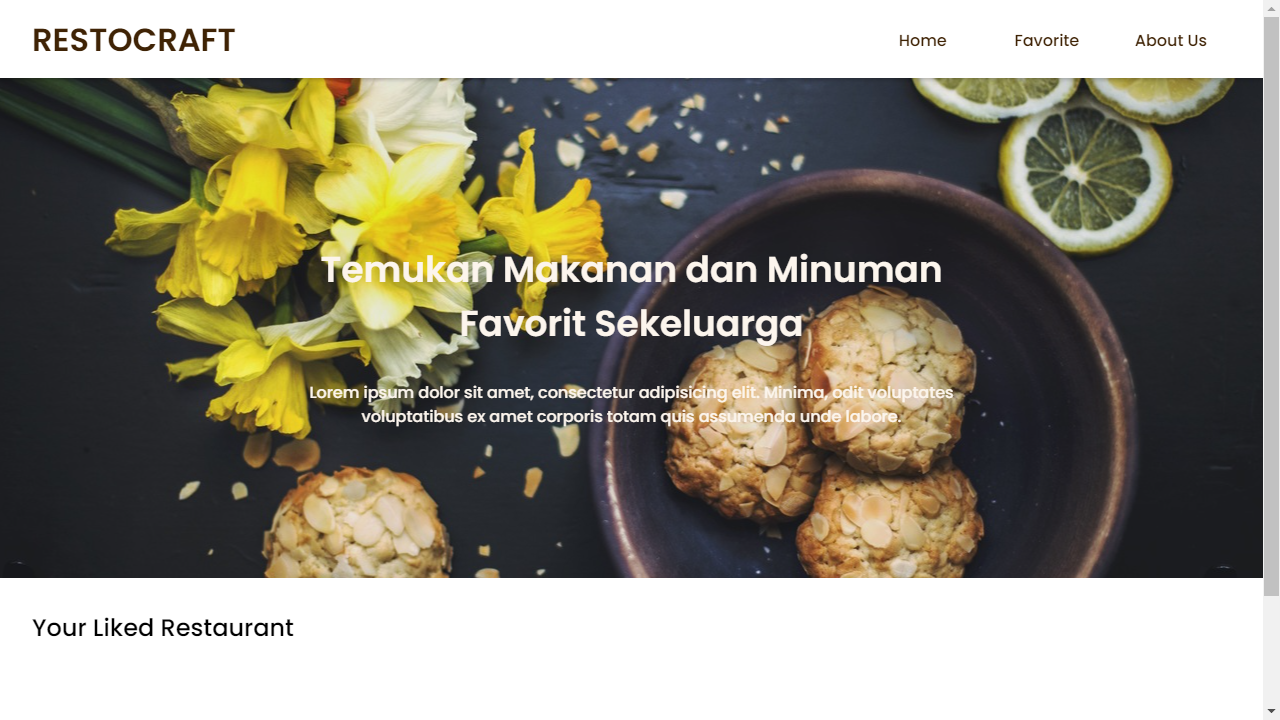 RESTOCRAFT
Home Favorite About Us
Temukan Makanan dan Minuman
Favorit Sekeluarga
Lorem ipsum dolor sit amet, consectetur adipisicing elit. Minima, odit voluptates
voluptatibus ex amet corporis totam quis assumenda unde labore.
Your Liked Restaurant